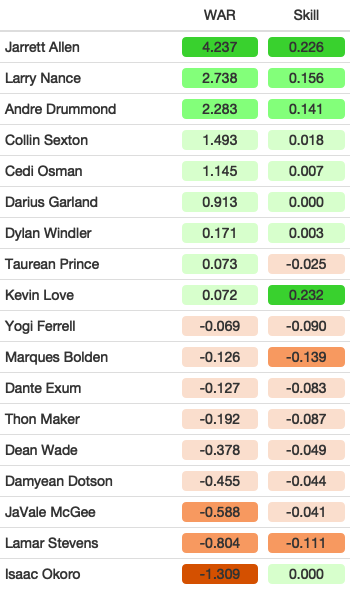 WAR Skill
Jarrett Allen 4.237 0.226
Larry Nance 2.738 0.156
Andre Drummond 2.283 0.141
Collin Sexton 1.493 0.018
Cedi Osman 1.145 0.007
Darius Garland 0.913 0.000
Dylan Windler 0.171 0.003
Taurean Prince 0.073 -0.025
Kevin Love 0.072 0.232
Yogi Ferrell -0.069 -0.090
Marques Bolden -0.126 -0.139
Dante Exum -0.127 -0.083
Thon Maker -0.192 -0.087
Dean Wade -0.378 -0.049
Damyean Dotson -0.455 -0.044
JaVale McGee -0.588 -0.041
Lamar Stevens -0.804 -0.111
Isaac Okoro -1.309 0.000